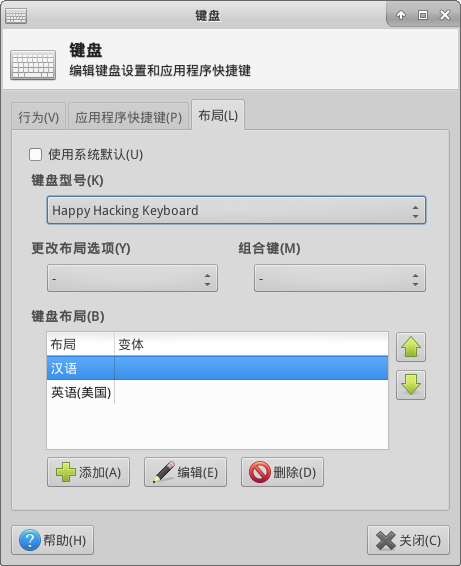 键盘
键盘
编辑键盘设置和应用程序快捷键
行为(V) 应用程序快捷键(P) 布局(L)
使用系统默认(U)
键盘型号(K)
Happy Hacking Keyboard
更改布局选项(Y) 组合键(M)
- -
键盘布局(B)
布局 变体
汉语
英语(美国)
添加(A) 编辑(E) 删除(D)
帮助(H) 关闭(C)